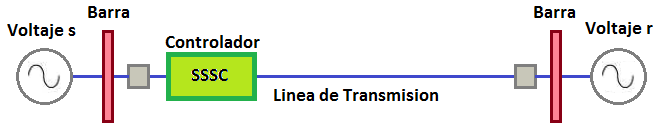 Voltaje s
Barra
Controlador
SSSC
Linea de Transmision
Barra
Voltaje r